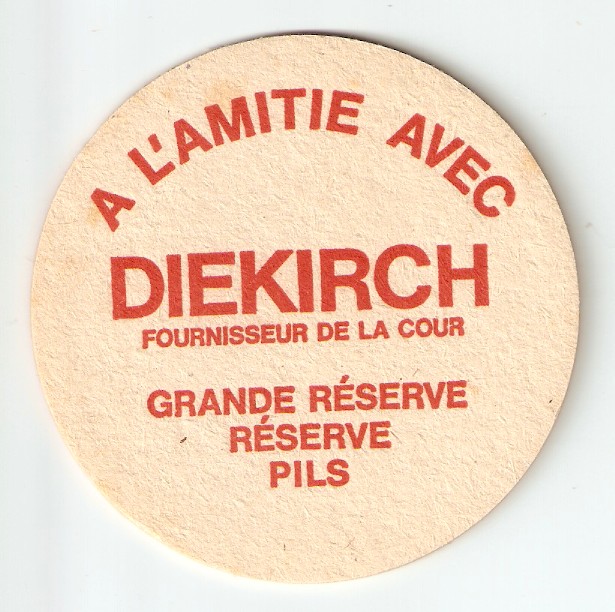 A L'AMITIE AVEC
DIEKIRCH
FOURNISSEUR DE LA COUR
GRANDE RÉSERVE
RÉSERVE
PILS